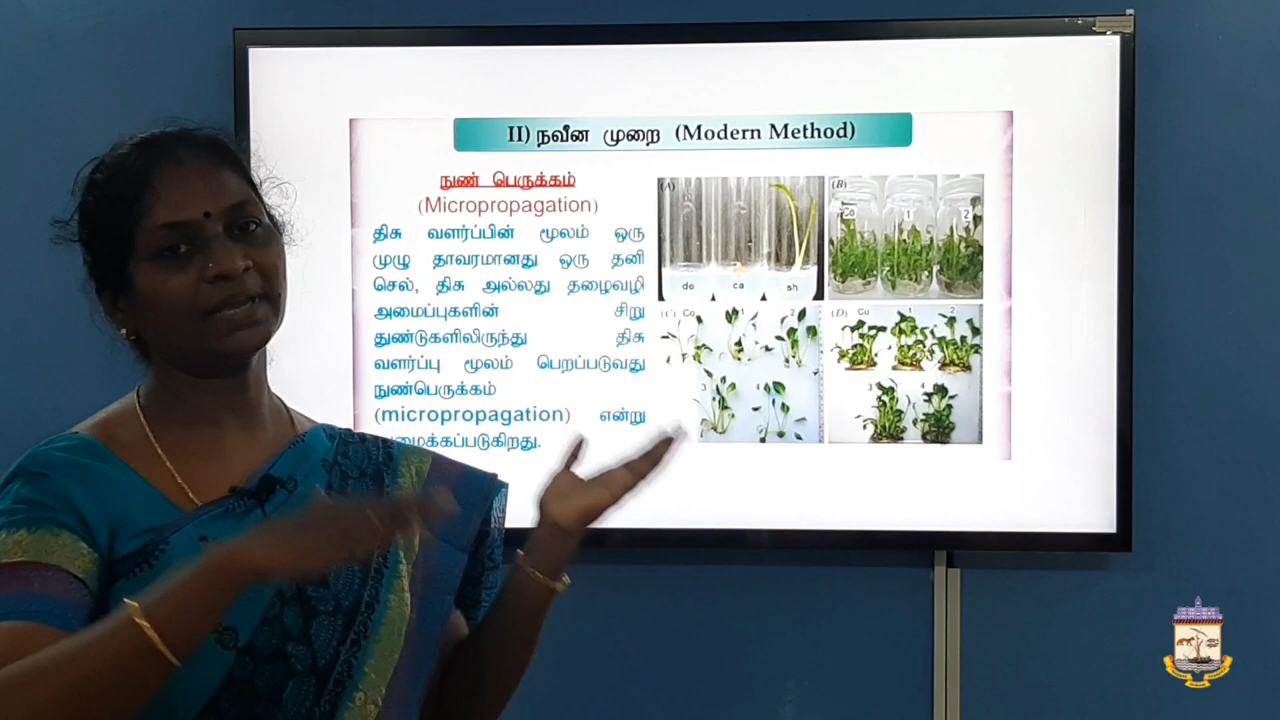 II) நவீன முறை (Modern Method)
நுண் பெருக்கம்
(Micropropagation)
திசு வளர்ப்பின் மூலம் ஒரு
முழு தாவரமானது ஒரு தனி
செல், திசு அல்லது தழைவழி
அமைப்புகளின் சிறு
துண்டுகளிலிருந்து திசு
வளர்ப்பு மூலம் பெறப்படுவது
நுண்பெருக்கம்
(micropropagation) என்று
மைக்கப்படுகிறது.
(A)
do ca sh
(B)
Co 1 2
(C) Co 1 2
3 4
(D) Co 1 2
3 4